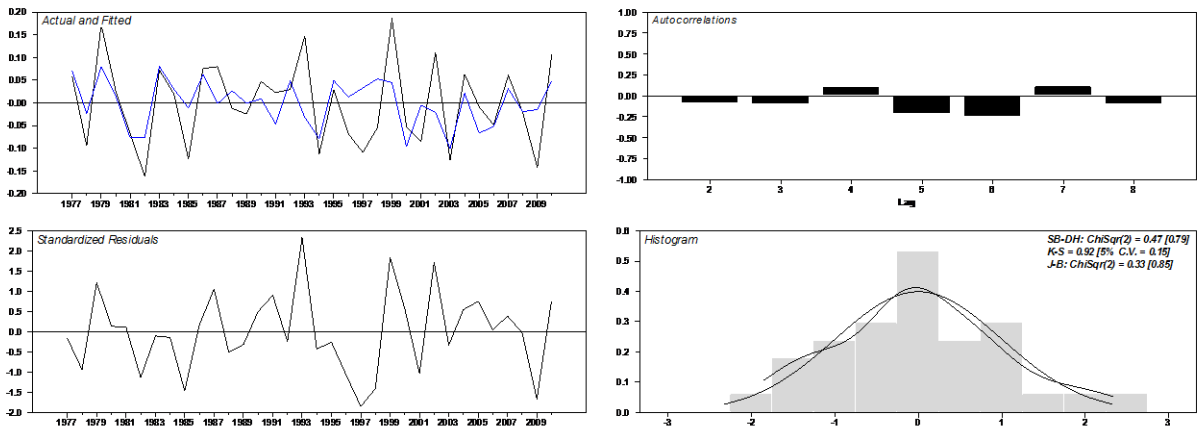 Actual and Fitted
0.20
0.15
0.10
0.05
-0.00
-0.05
-0.10
-0.15
-0.20
1977 1979 1981 1983 1985 1987 1989 1991 1993 1995 1997 1999 2001 2003 2005 2007 2009
Autocorrelations
1.00
0.75
0.50
0.25
0.00
-0.25
-0.50
-0.75
-1.00
2 3 4 5 6 7 8
Lag
Standardized Residuals
2.5
2.0
1.5
1.0
0.5
0.0
-0.5
-1.0
-1.5
-2.0
1977 1979 1981 1983 1985 1987 1989 1991 1993 1995 1997 1999 2001 2003 2005 2007 2009
Histogram
SB-DH: ChiSqr(2) = 0.47 [0.79]
K-S = 0.92 [5% C.V. = 0.15]
J-B: ChiSqr(2) = 0.33 [0.85]
0.6
0.5
0.4
0.3
0.2
0.1
0.0
-3 -2 -1 0 1 2 3